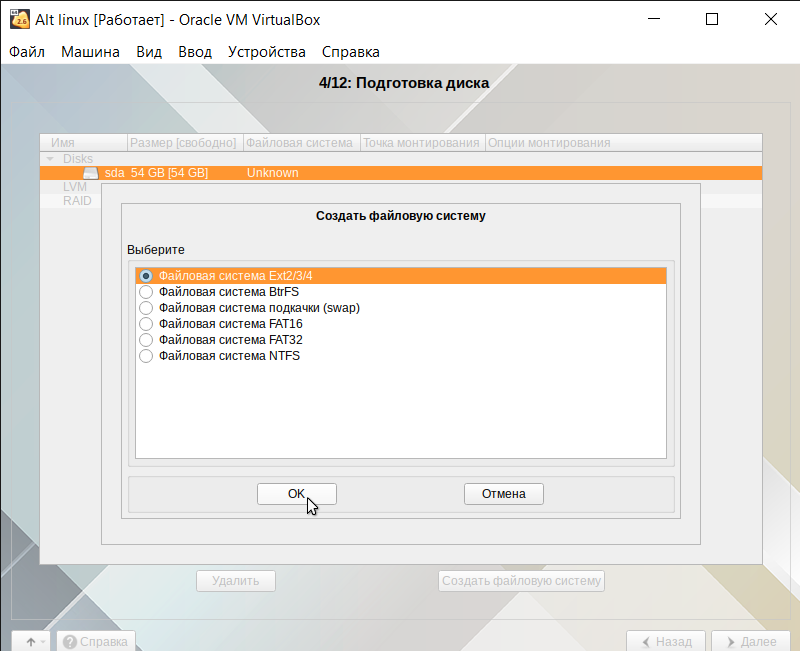 Alt linux [Работает] - Oracle VM VirtualBox
Файл Машина Вид Ввод Устройства Справка
4/12: Подготовка диска
Имя Размер [свободно] Файловая система Точка монтирования Опции монтирования
Disks
sda 54 GB [54 GB] Unknown
LVM
RAID
Создать файловую систему
Выберите
Файловая система Ext2/3/4
Файловая система BtrFS
Файловая система подкачки (swap)
Файловая система FAT16
Файловая система FAT32
Файловая система NTFS
OK Отмена
Удалить Создать файловую систему
Справка Назад Далее